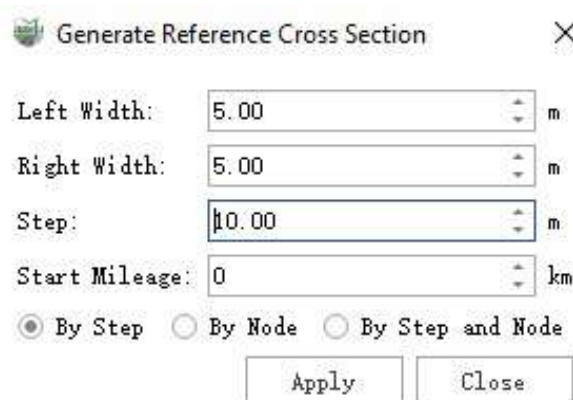 Generate Reference Cross Section
Left Width: 5.00 m
Right Width: 5.00 m
Step: 10.00 m
Start Mileage: 0 km
By Step By Node By Step and Node
Apply Close